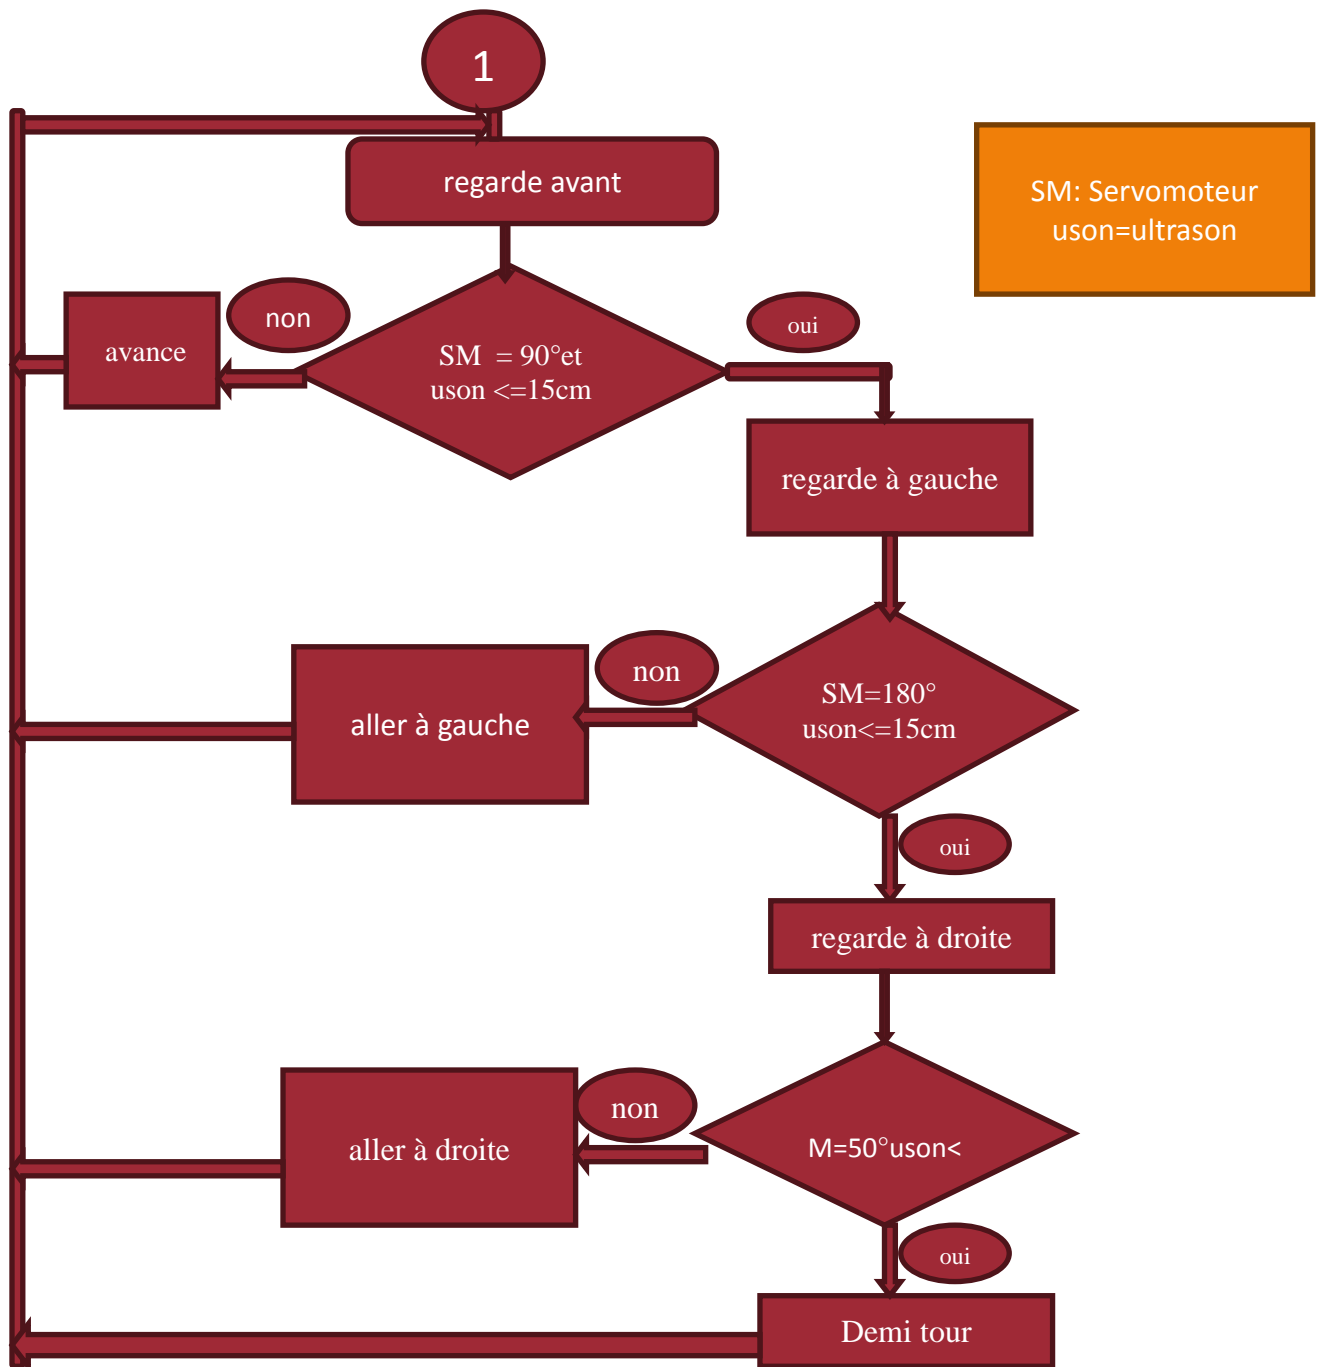 1
regarde avant
SM: Servomoteur
uson=ultrason
non
oui
avance
SM = 90°et
uson <=15cm
regarde à gauche
non
aller à gauche
SM=180°
uson<=15cm
oui
regarde à droite
non
aller à droite
M=50°uson<
oui
Demi tour